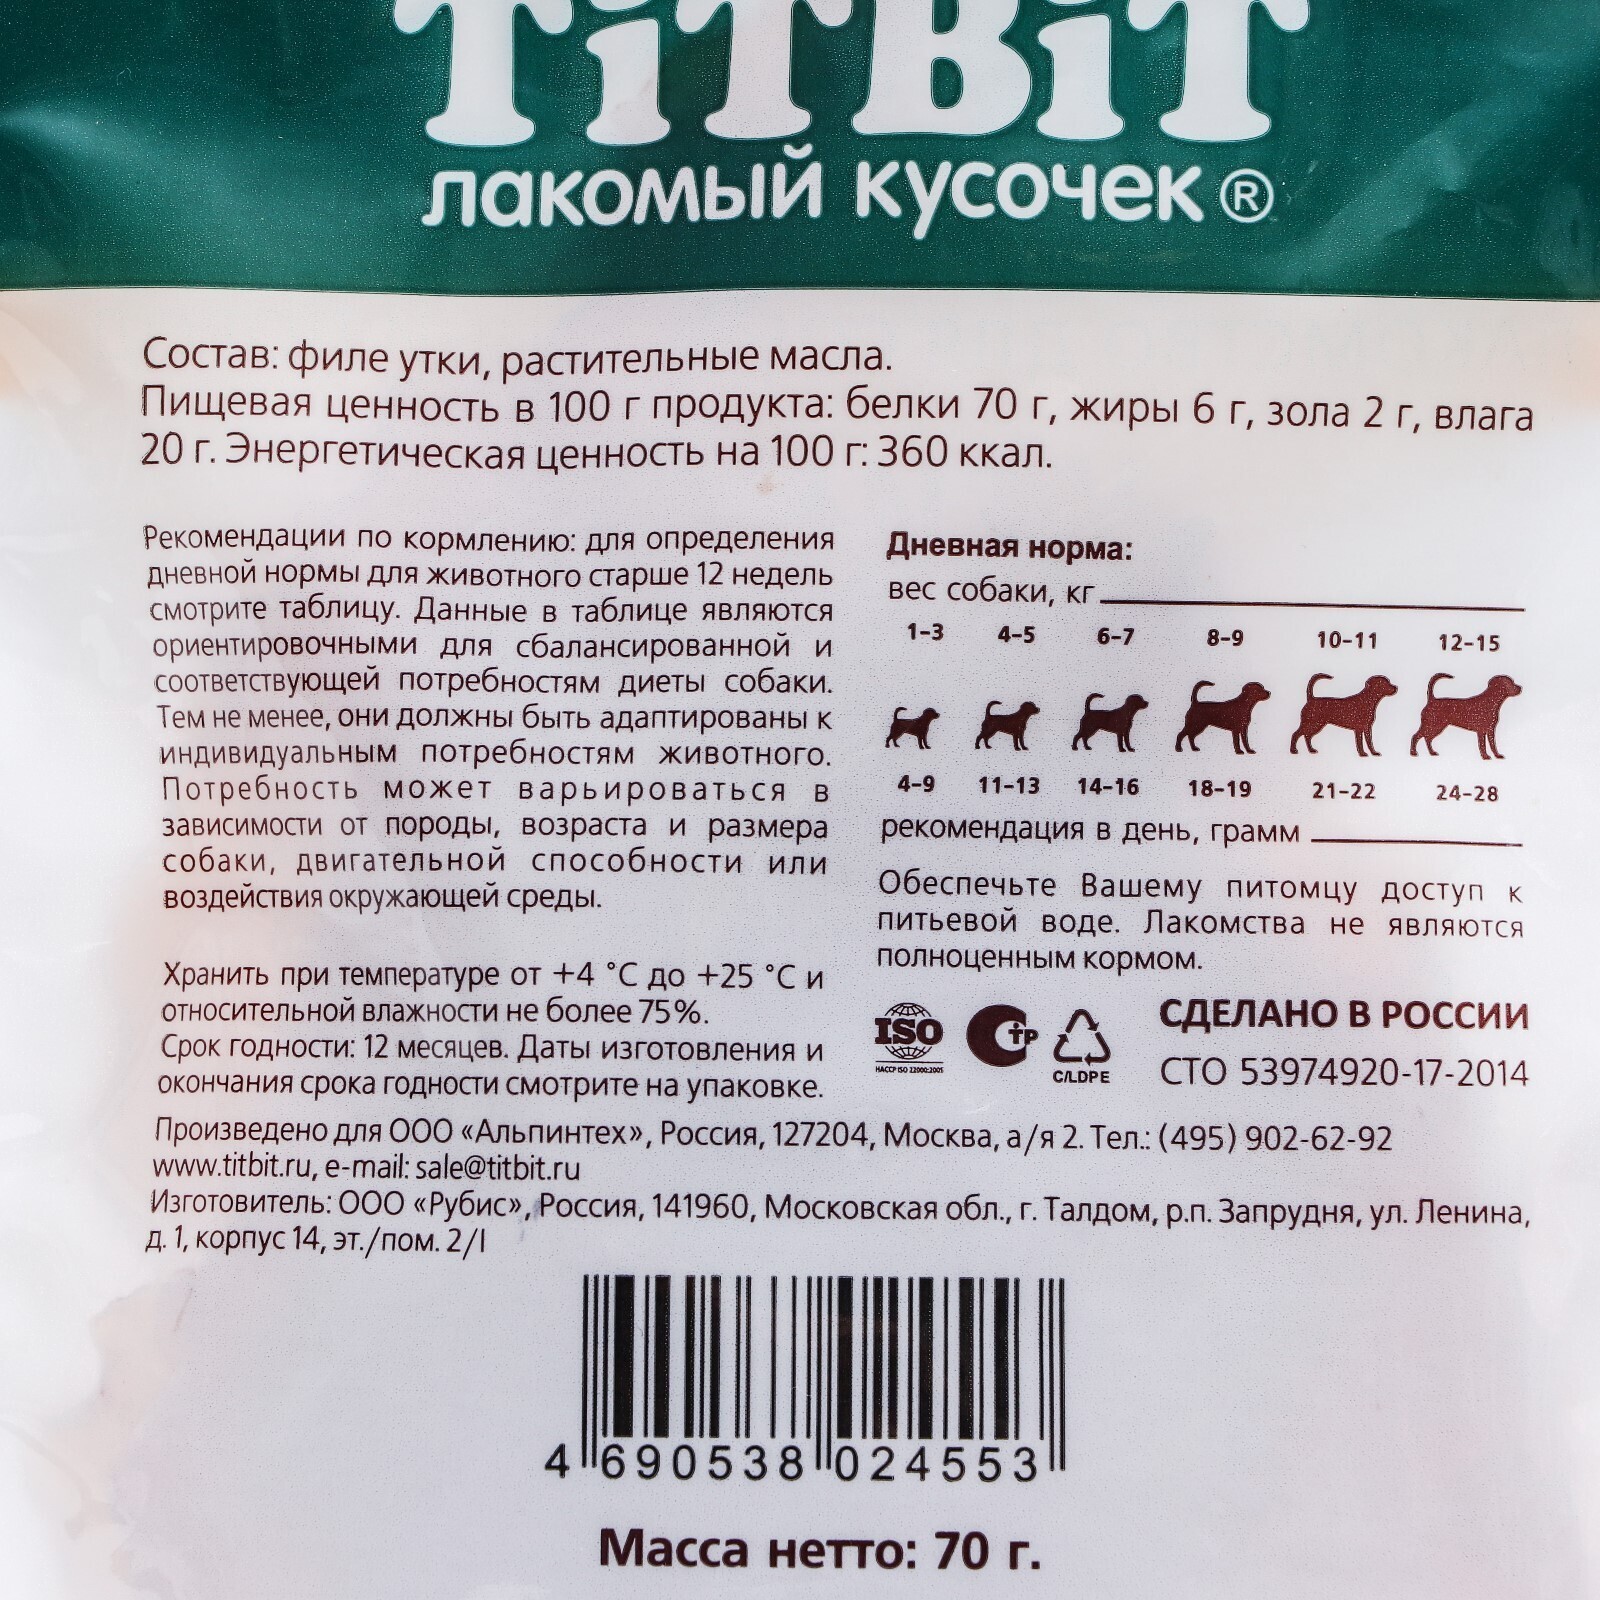 TiTBiT
лакомый кусочек®
Состав: филе утки, растительные масла.
Пищевая ценность в 100 г продукта: белки 70 г, жиры 6 г, зола 2 г, влага
20 г. Энергетическая ценность на 100 г: 360 ккал.
Рекомендации по кормлению: для определения
дневной нормы для животного старше 12 недель
смотрите таблицу. Данные в таблице являются
ориентировочными для сбалансированной и
соответствующей потребностям диеты собаки.
Тем не менее, они должны быть адаптированы к
индивидуальным потребностям животного.
Потребность может варьироваться в
зависимости от породы, возраста и размера
собаки, двигательной способности или
воздействия окружающей среды.
Хранить при температуре от +4 °С до +25 °С и
относительной влажности не более 75%.
Срок годности: 12 месяцев. Даты изготовления и
окончания срока годности смотрите на упаковке.
Дневная норма:
вес собаки, кг
1-3 4-5 6-7 8-9 10-11 12-15
4-9 11-13 14-16 18-19 21-22 24-28
рекомендация в день, грамм
Обеспечьте Вашему питомцу доступ к
питьевой воде. Лакомства не являются
полноценным кормом.
ISO
HACCP ISO 22000:2005
C/LDPE
СДЕЛАНО В РОССИИ
СТО 53974920-17-2014
Произведено для ООО «Альпинтех», Россия, 127204, Москва, а/я 2. Тел.: (495) 902-62-92
www.titbit.ru, e-mail: sale@titbit.ru
Изготовитель: ООО «Рубис», Россия, 141960, Московская обл., г. Талдом, р.п. Запрудня, ул. Ленина,
д. 1, корпус 14, эт./пом. 2/I
4 690538 024553
Масса нетто: 70 г.